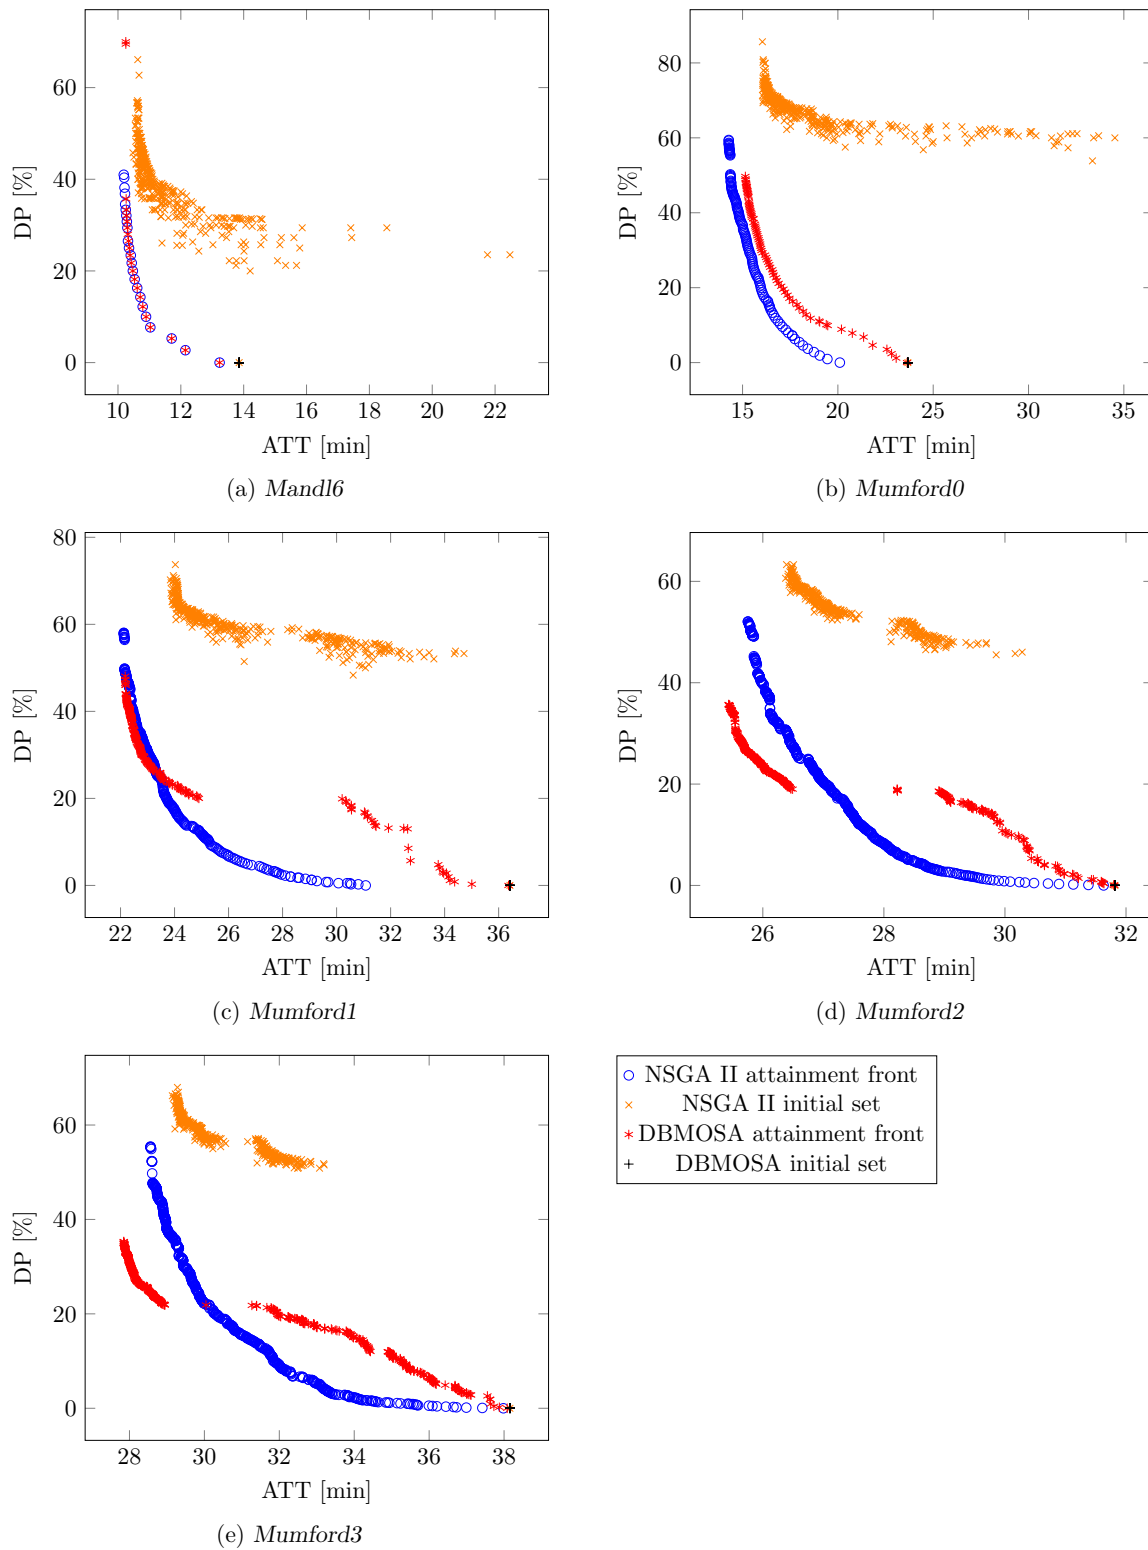 60
40
20
0
DP [%]
10 12 14 16 18 20 22
ATT [min]
(a) Mandl6
80
60
40
20
0
DP [%]
15 20 25 30 35
ATT [min]
(b) Mumford0
80
60
40
20
0
DP [%]
22 24 26 28 30 32 34 36
ATT [min]
(c) Mumford1
60
40
20
0
DP [%]
26 28 30 32
ATT [min]
(d) Mumford2
60
40
20
0
DP [%]
28 30 32 34 36 38
ATT [min]
(e) Mumford3
NSGA II attainment front
NSGA II initial set
DBMOSA attainment front
DBMOSA initial set